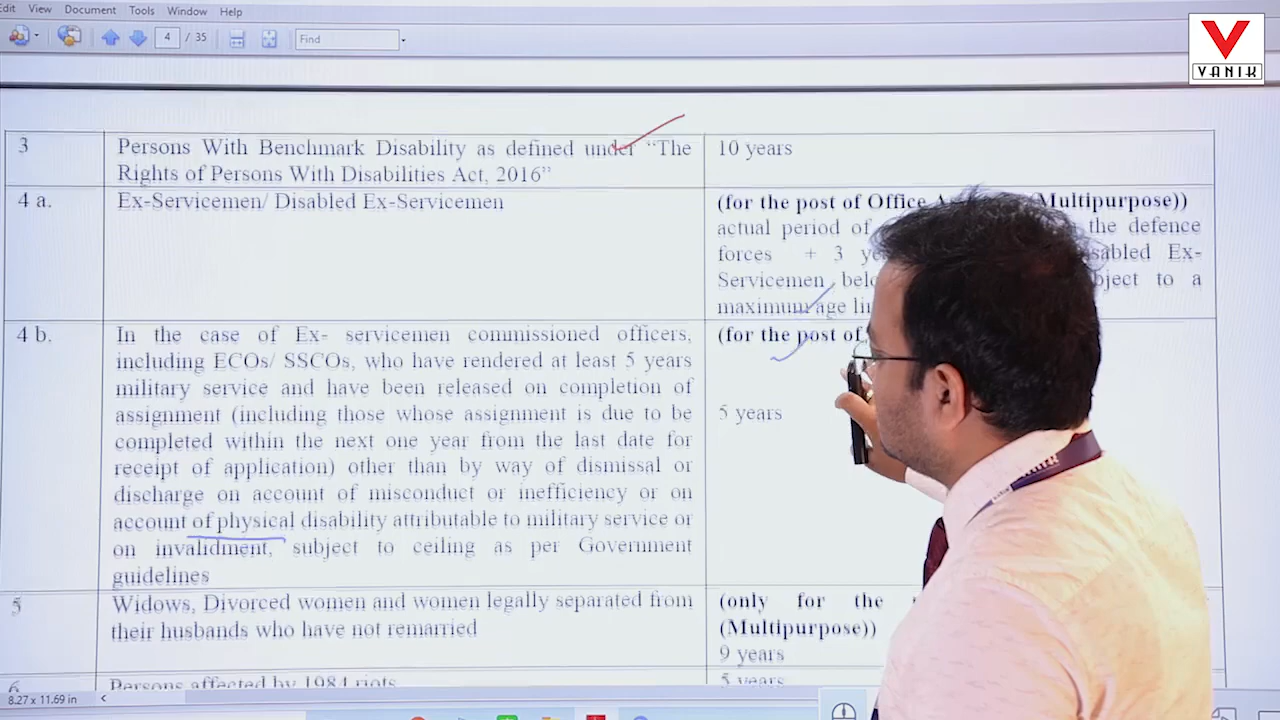 Edit View Document Tools Window Help
4 / 35 Find
VANIK
3 Persons With Benchmark Disability as defined under “The 10 years
Rights of Persons With Disabilities Act, 2016”
4 a. Ex-Servicemen/ Disabled Ex-Servicemen (for the post of Office (Multipurpose))
actual period of the defence
forces + 3 Ex-
Servicemen to a
maximum age
4 b. In the case of Ex- servicemen commissioned officers, (for the post of
including ECOs/ SSCOs, who have rendered at least 5 years
military service and have been released on completion of
assignment (including those whose assignment is due to be 5 years
completed within the next one year from the last date for
receipt of application) other than by way of dismissal or
discharge on account of misconduct or inefficiency or on
account of physical disability attributable to military service or
on invalidment, subject to ceiling as per Government
guidelines
5 Widows, Divorced women and women legally separated from (only for the
their husbands who have not remarried (Multipurpose))
9 years
6 Persons affected by 1984 riots 5 years
8.27 x 11.69 in